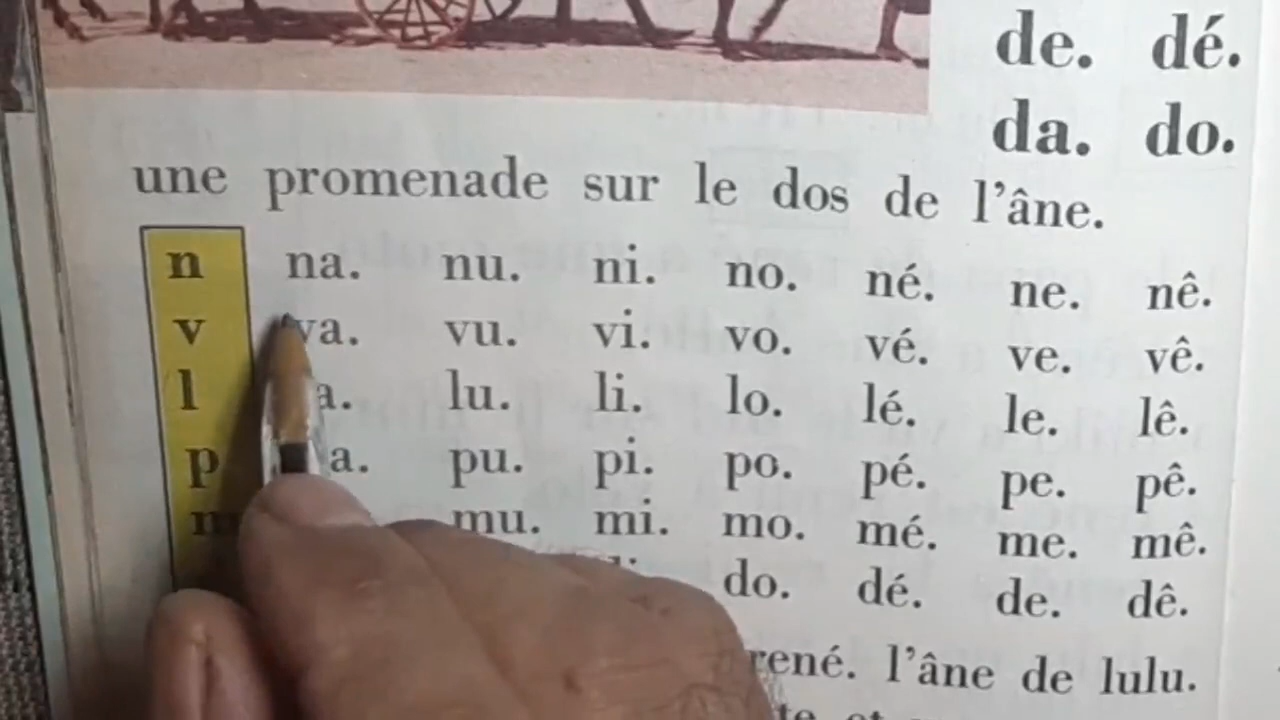 de. dé.
da. do.
une promenade sur le dos de l'âne.
n na. nu. ni. no. né. ne. nê.
v va. vu. vi. vo. vé. ve. vê.
l a. lu. li. lo. lé. le. lê.
p a. pu. pi. po. pé. pe. pê.
mu. mi. mo. mé. me. mê.
do. dé. de. dê.
rené. l'âne de lulu.